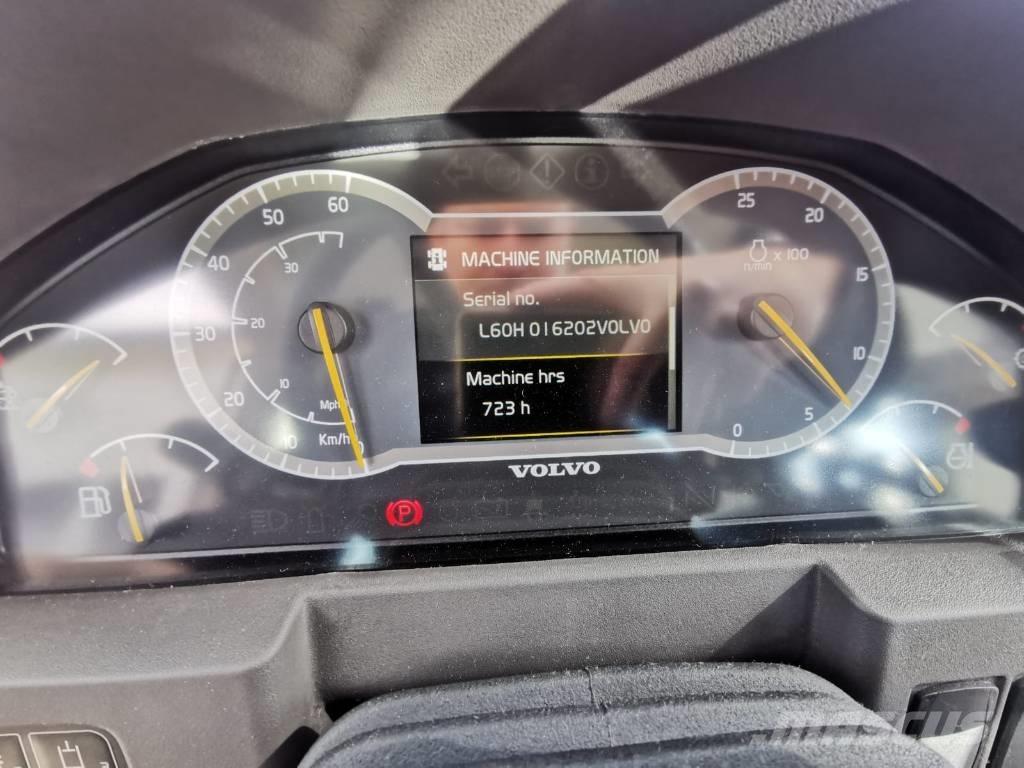 MACHINE INFORMATION
Serial no.
L60H 016202VOLVO
Machine hrs
723 h
10
20
30
40
50
60
10
20
30
Mph
Km/h
0
5
10
15
20
25
n/min
x 100
VOLVO
P
MASCUS